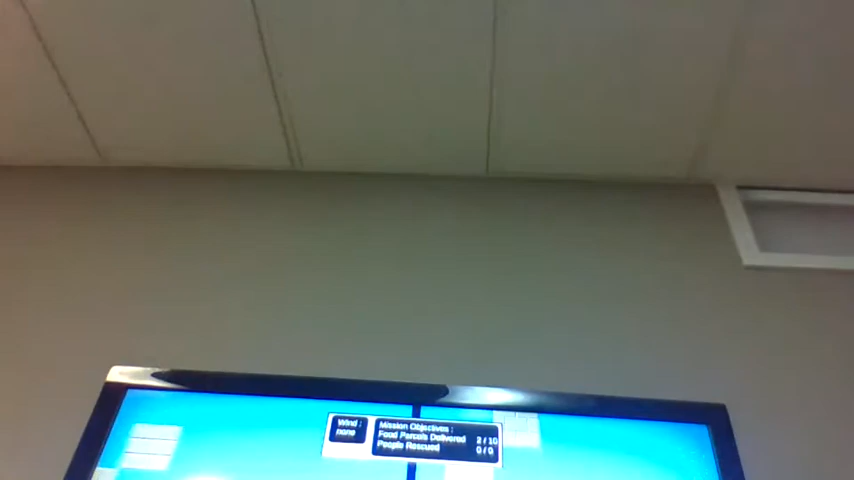 Wind :
none
Mission Objectives :
Food Parcels Delivered 2 / 10
People Rescued 0 / 0